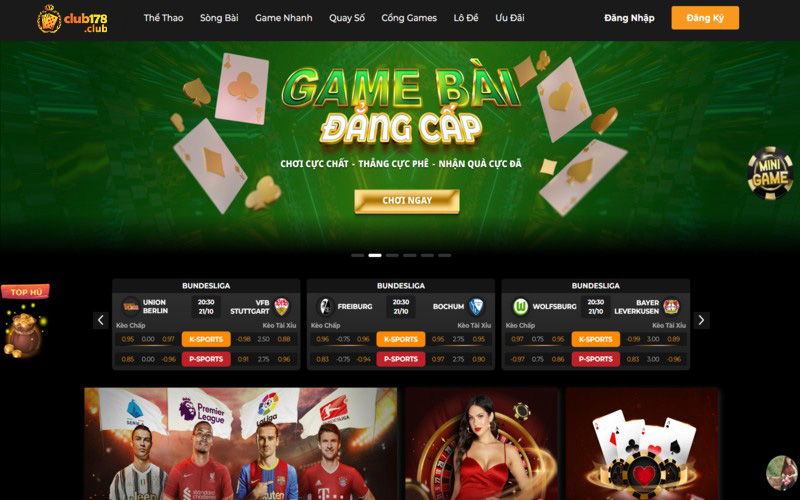 club178
.club
Thể Thao Sòng Bài Game Nhanh Quay Số Cổng Games Lô Đề Ưu Đãi Đăng Nhập Đăng Ký
GAME BÀI
ĐẲNG CẤP
CHƠI CỰC CHẤT - THẮNG CỰC PHÊ - NHẬN QUÀ CỰC ĐÃ
CHƠI NGAY
MINI
GAME
TOP HŨ
BUNDESLIGA
UNION
BERLIN
20:30
21/10
VFB
STUTTGART
Kèo Chấp Kèo Tài Xỉu
0.95 0.00 0.97 K-SPORTS -0.98 2.50 0.88
0.85 0.00 -0.96 P-SPORTS 0.91 2.75 0.96
BUNDESLIGA
FREIBURG
20:30
21/10
BOCHUM
Kèo Chấp Kèo Tài Xỉu
0.96 -0.75 0.96 K-SPORTS 0.95 2.75 0.95
0.83 -0.75 -0.94 P-SPORTS 0.97 2.75 0.90
BUNDESLIGA
WOLFSBURG
20:30
21/10
BAYER
LEVERKUSEN
Kèo Chấp Kèo Tài Xỉu
0.97 0.75 0.95 K-SPORTS -0.99 3.00 0.89
-0.97 0.75 0.86 P-SPORTS 0.83 3.00 -0.96
SERIE A
Premier
League
LaLiga
Jeep
Standard
Chartered
Rakuten